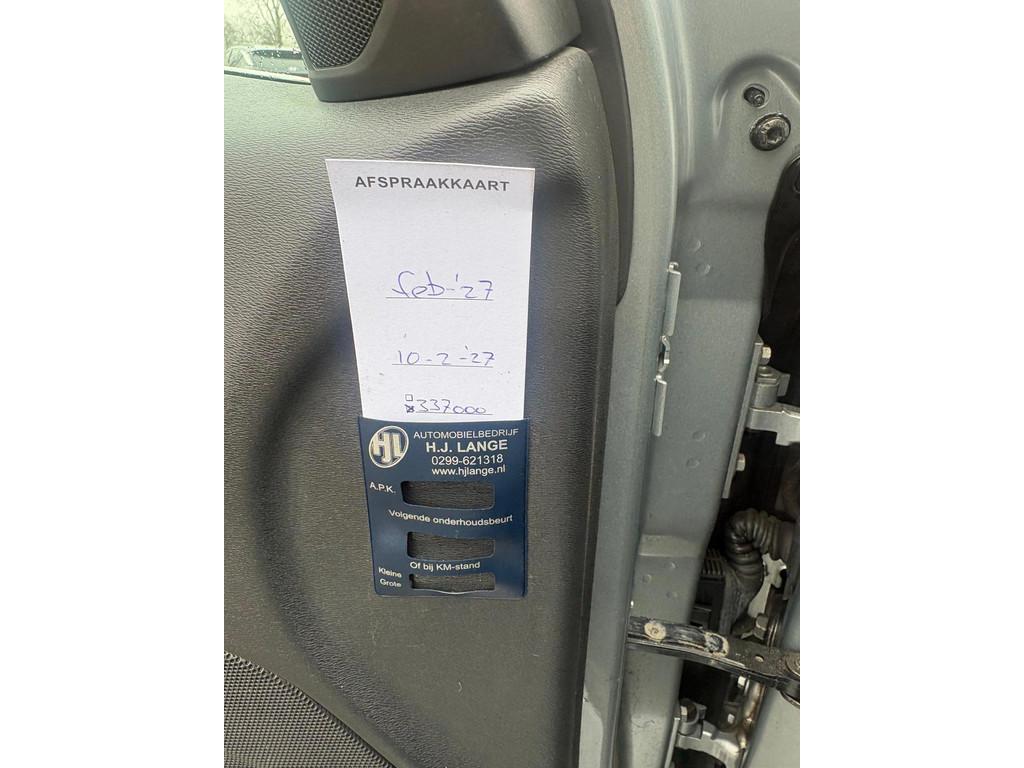 AFSPRAAKKAART
feb-'27
10-2-'27
337000
HJL AUTOMOBIELBEDRIJF
H.J. LANGE
0299-621318
www.hjlange.nl
A.P.K.
Volgende onderhoudsbeurt
Of bij KM-stand
Kleine
Grote